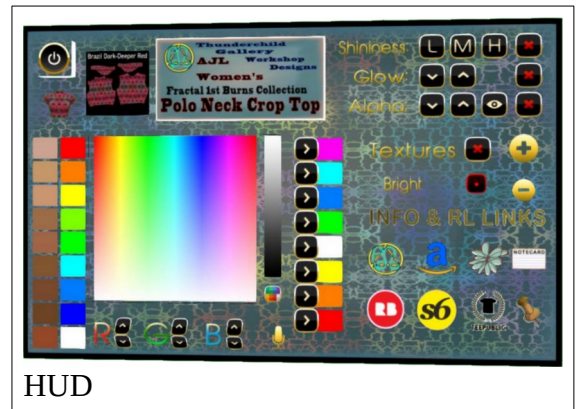 Brazil Dark-Deeper Red
Thunderchild
Gallery
AJL Workshop
Designs
Women's
Fractal 1st Burns Collection
Polo Neck Crop Top
Shininess: L M H
Glow:
Alpha:
Textures
Bright
INFO & RL LINKS
a
NOTECARD
RB
s6
TEEPUBLIC
R G B
HUD